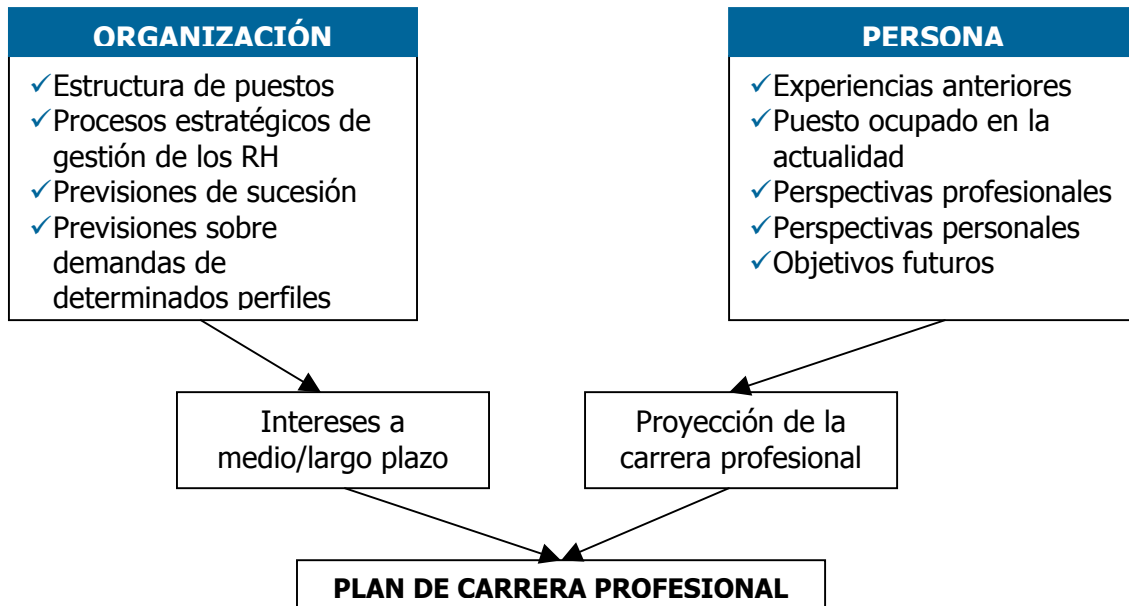 ORGANIZACIÓN
✓Estructura de puestos
✓Procesos estratégicos de
gestión de los RH
✓Previsiones de sucesión
✓Previsiones sobre
demandas de
determinados perfiles
PERSONA
✓Experiencias anteriores
✓Puesto ocupado en la
actualidad
✓Perspectivas profesionales
✓Perspectivas personales
✓Objetivos futuros
Intereses a
medio/largo plazo
Proyección de la
carrera profesional
PLAN DE CARRERA PROFESIONAL